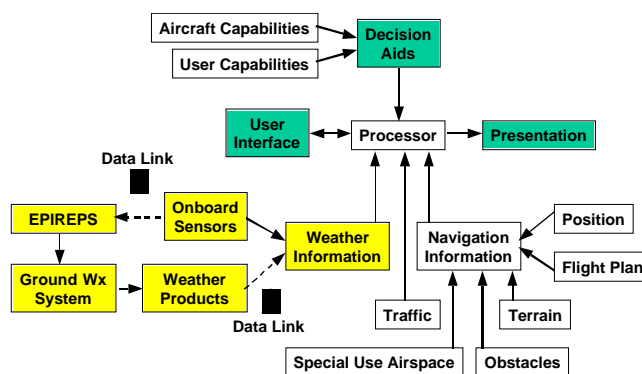 Aircraft Capabilities
User Capabilities
Decision
Aids
User
Interface
Processor
Presentation
Data Link
EPIREPS
Onboard
Sensors
Weather
Information
Navigation
Information
Position
Flight Plan
Ground Wx
System
Weather
Products
Data Link
Traffic
Terrain
Special Use Airspace
Obstacles